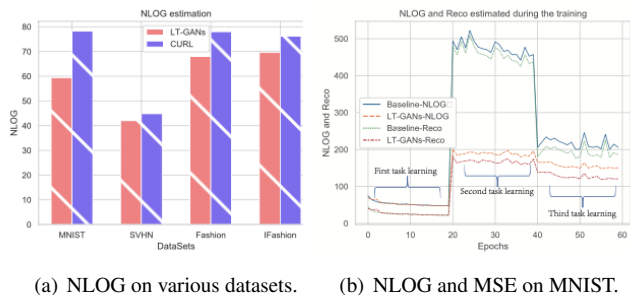 NLOG estimation
80
70
60
50
40
30
20
10
0
NLOG
LT-GANs
CURL
MNIST
SVHN
Fashion
IFashion
DataSets
(a) NLOG on various datasets.
NLOG and Reco estimated during the training
500
400
300
200
100
0
NLOG and Reco
Baseline-NLOG
LT-GANs-NLOG
Baseline-Reco
LT-GANs-Reco
First task learning
Second task learning
Third task learning
0
10
20
30
40
50
60
Epochs
(b) NLOG and MSE on MNIST.